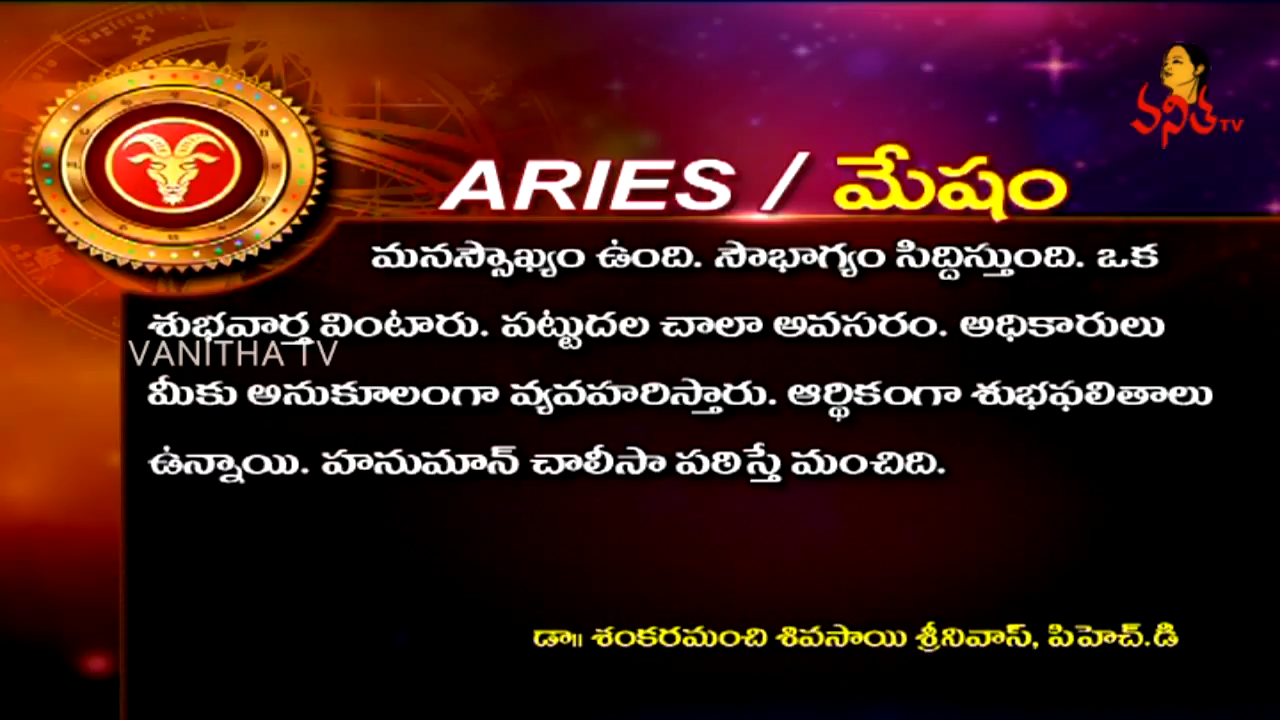 వనిత TV
ARIES / మేషం
మనస్సౌఖ్యం ఉంది. సౌభాగ్యం సిద్దిస్తుంది. ఒక
శుభవార్త వింటారు. పట్టుదల చాలా అవసరం. అధికారులు
VANITHA TV
మీకు అనుకూలంగా వ్యవహరిస్తారు. ఆర్థికంగా శుభఫలితాలు
ఉన్నాయి. హనుమాన్ చాలీసా పఠిస్తే మంచిది.
డా॥ శంకరమంచి శివసాయి శ్రీనివాస్, పిహెచ్.డి